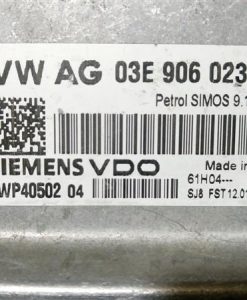 VW AG 03E 906 023
Petrol SIMOS 9.1
SIEMENS VDO
Made in
WP40502 04
61H04---
SJ8 FST12.01